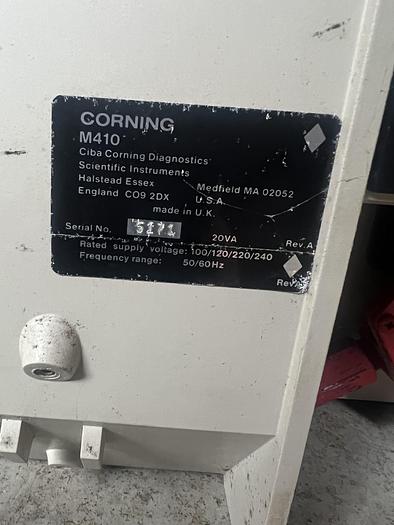 CORNING
M410
Ciba Corning Diagnostics
Scientific Instruments
Halstead Essex Medfield MA 02052
England CO9 2DX U.S.A.
made in U.K.
Serial No. 5171
20VA Rev.A
Rated supply voltage: 100/120/220/240
Frequency range: 50/60Hz